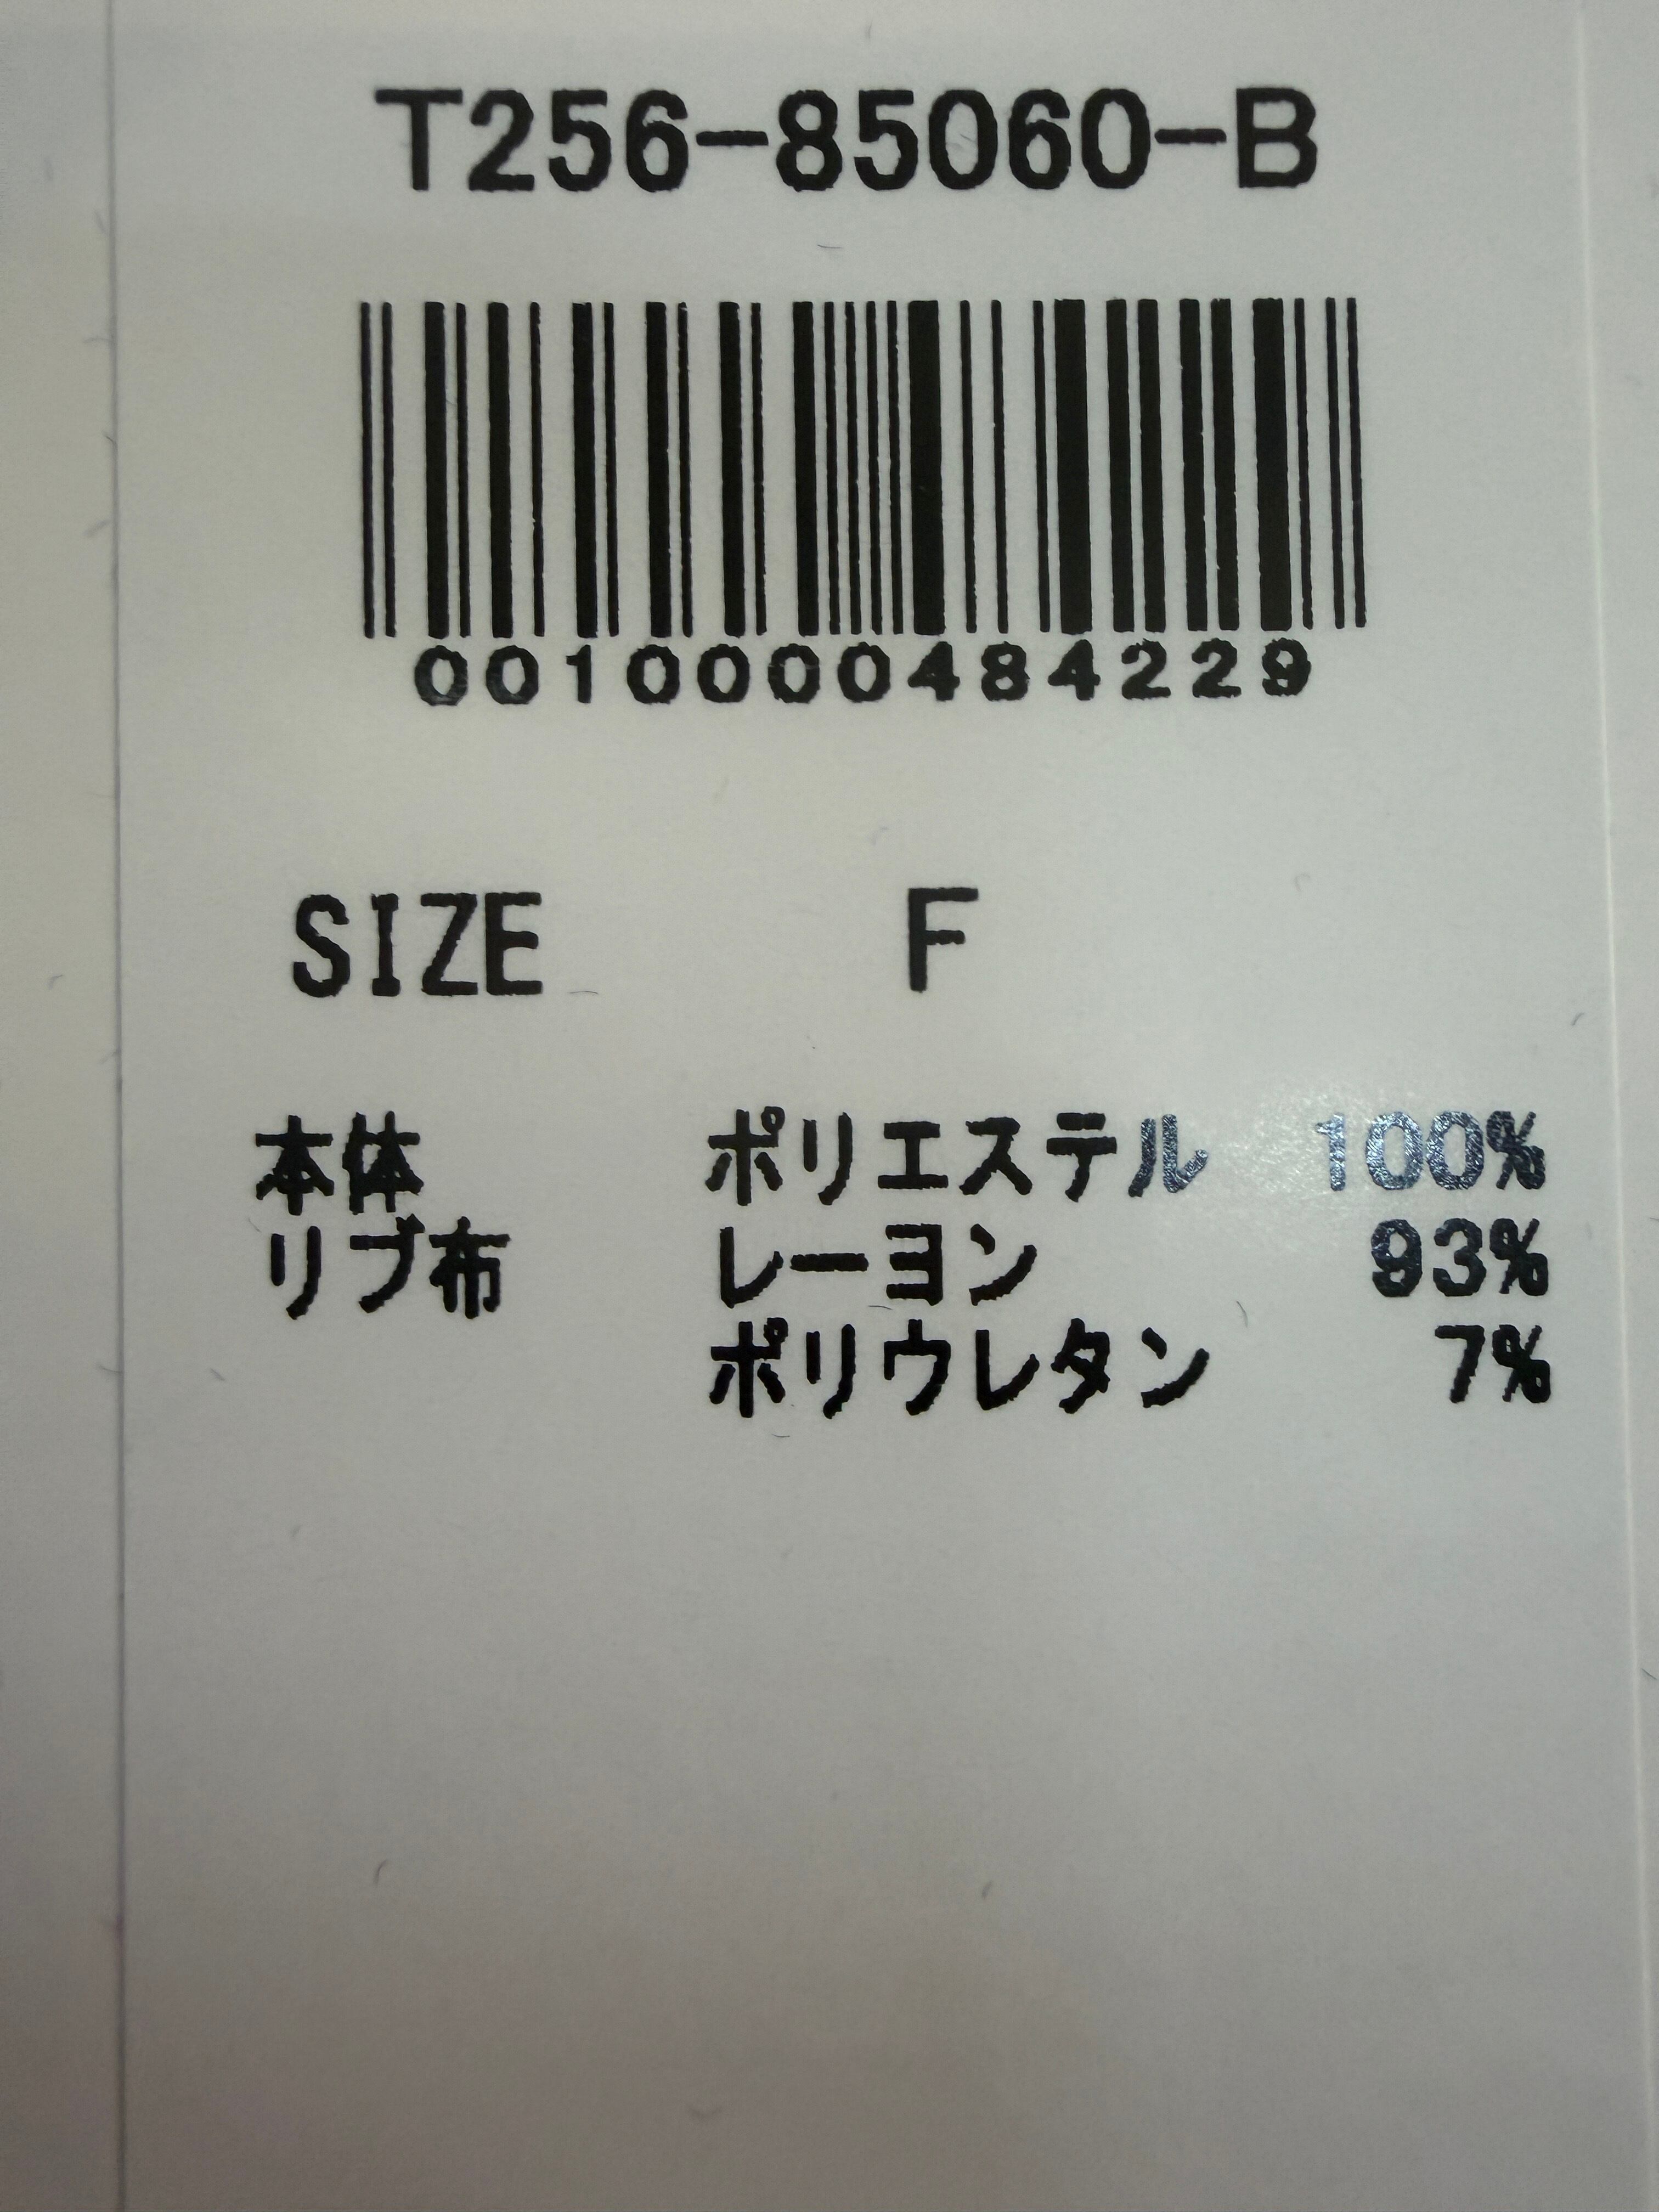 T256-85060-B
0010000484229
SIZE F
本体 ポリエステル 100%
リブ布 レーヨン 93%
ポリウレタン 7%